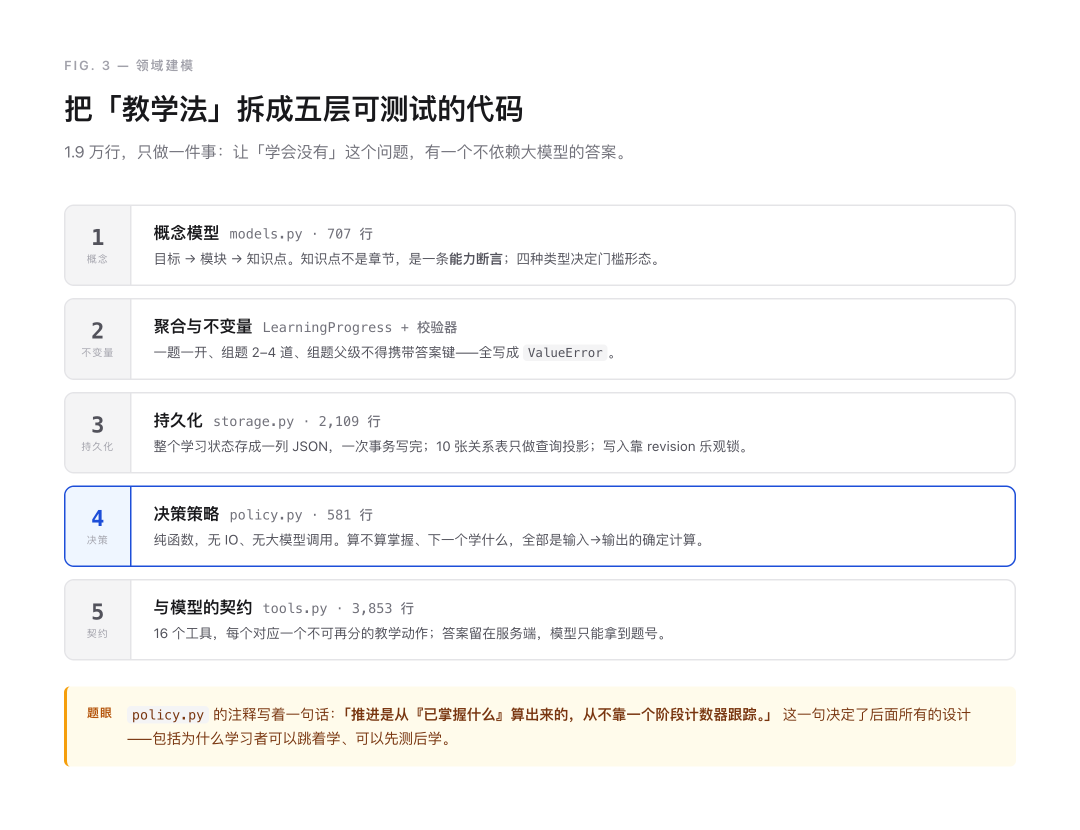 FIG. 3 — 领域建模
把「教学法」拆成五层可测试的代码
1.9 万行，只做一件事：让「学会没有」这个问题，有一个不依赖大模型的答案。
1
概念
概念模型 models.py · 707 行
目标 → 模块 → 知识点。知识点不是章节，是一条能力断言；四种类型决定门槛形态。
2
不变量
聚合与不变量 LearningProgress + 校验器
一题一开、组题 2–4 道、组题父级不得携带答案键——全写成 ValueError。
3
持久化
持久化 storage.py · 2,109 行
整个学习状态存成一列 JSON，一次事务写完；10 张关系表只做查询投影；写入靠 revision 乐观锁。
4
决策
决策策略 policy.py · 581 行
纯函数，无 IO、无大模型调用。算不算掌握、下一个学什么，全部是输入→输出的确定计算。
5
契约
与模型的契约 tools.py · 3,853 行
16 个工具，每个对应一个不可再分的教学动作；答案留在服务端，模型只能拿到题号。
题眼
policy.py 的注释写着一句话：「推进是从『已掌握什么』算出来的，从不靠一个阶段计数器跟踪。」 这一句决定了后面所有的设计
——包括为什么学习者可以跳着学、可以先测后学。